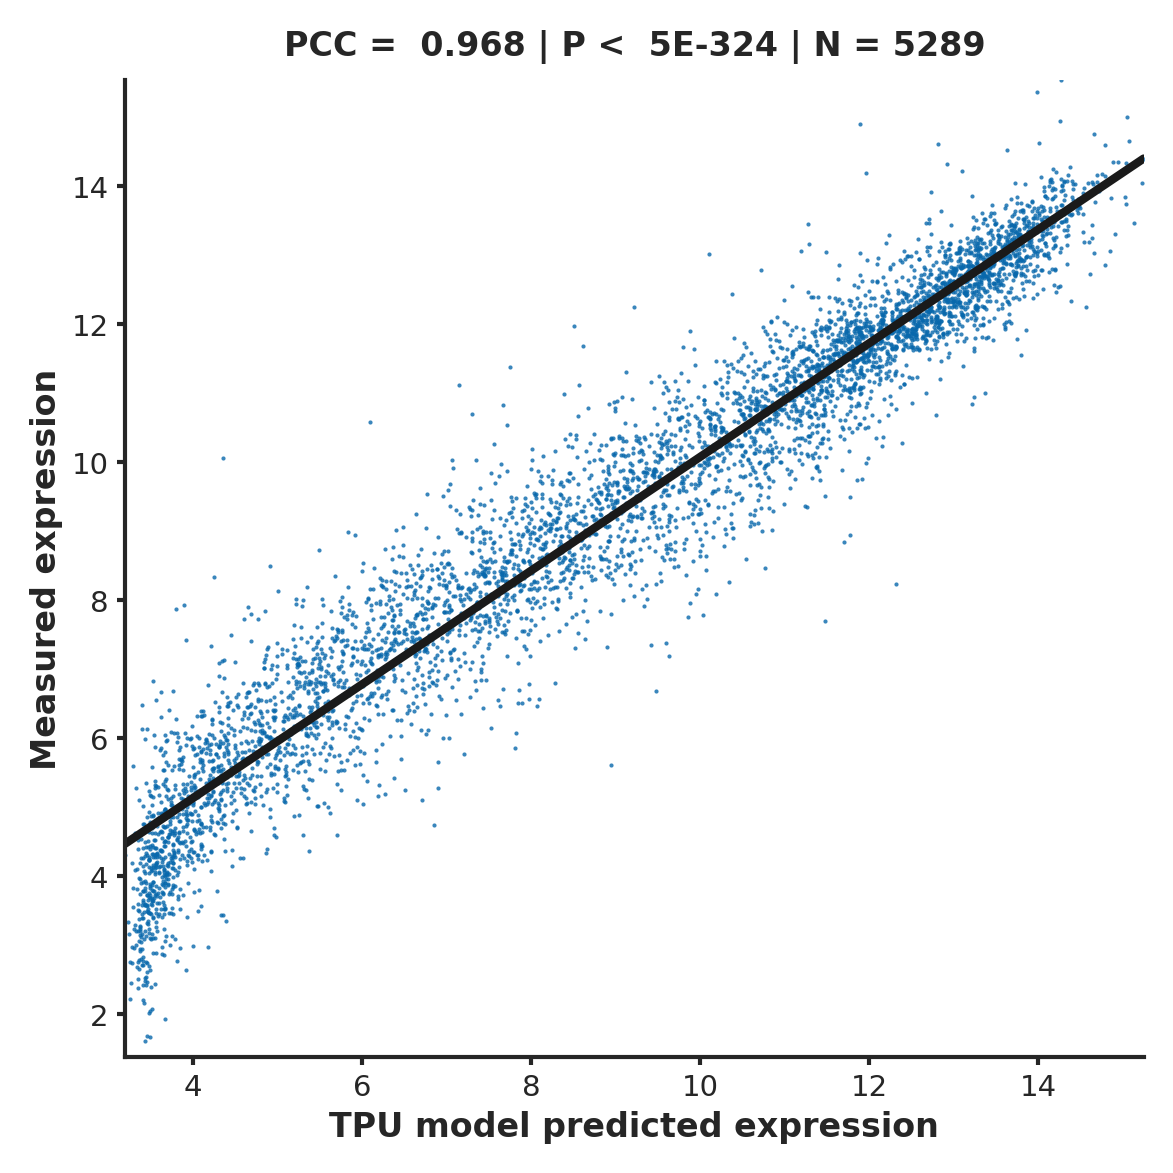 PCC =  0.968 | P <  5E-324 | N = 5289
Measured expression
14
12
10
8
6
4
2
4 6 8 10 12 14
TPU model predicted expression